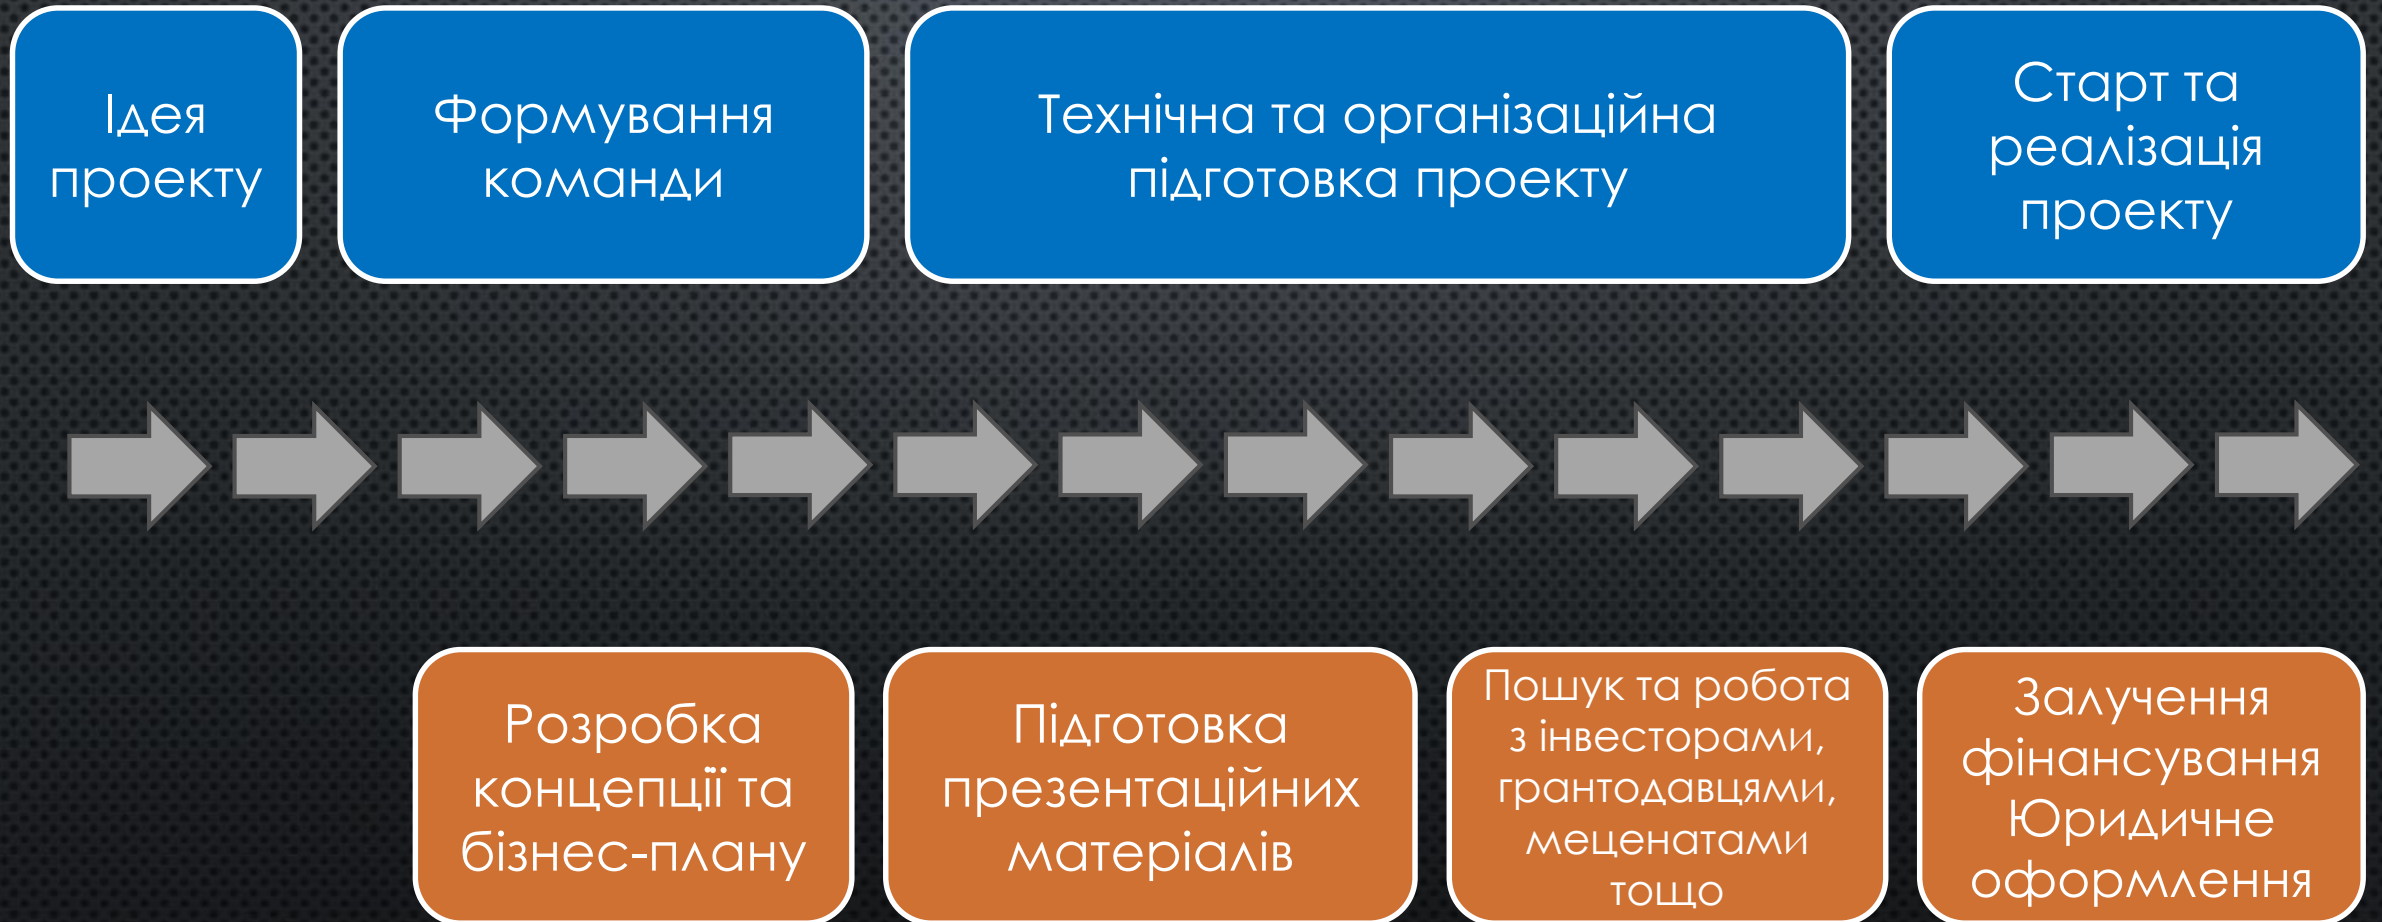 Ідея
проекту
Формування
команди
Технічна та організаційна
підготовка проекту
Старт та
реалізація
проекту
Розробка
концепції та
бізнес-плану
Підготовка
презентаційних
матеріалів
Пошук та робота
з інвесторами,
грантодавцями,
меценатами
тощо
Залучення
фінансування
Юридичне
оформлення